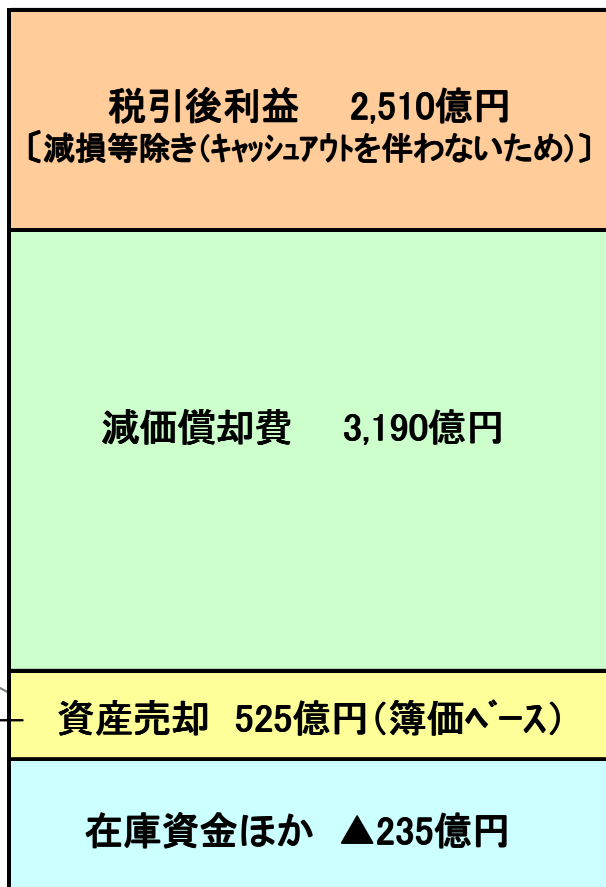 税引後利益　2,510億円
〔減損等除き(キャッシュアウトを伴わないため)〕
減価償却費　3,190億円
資産売却　525億円(簿価ベース)
在庫資金ほか　▲235億円